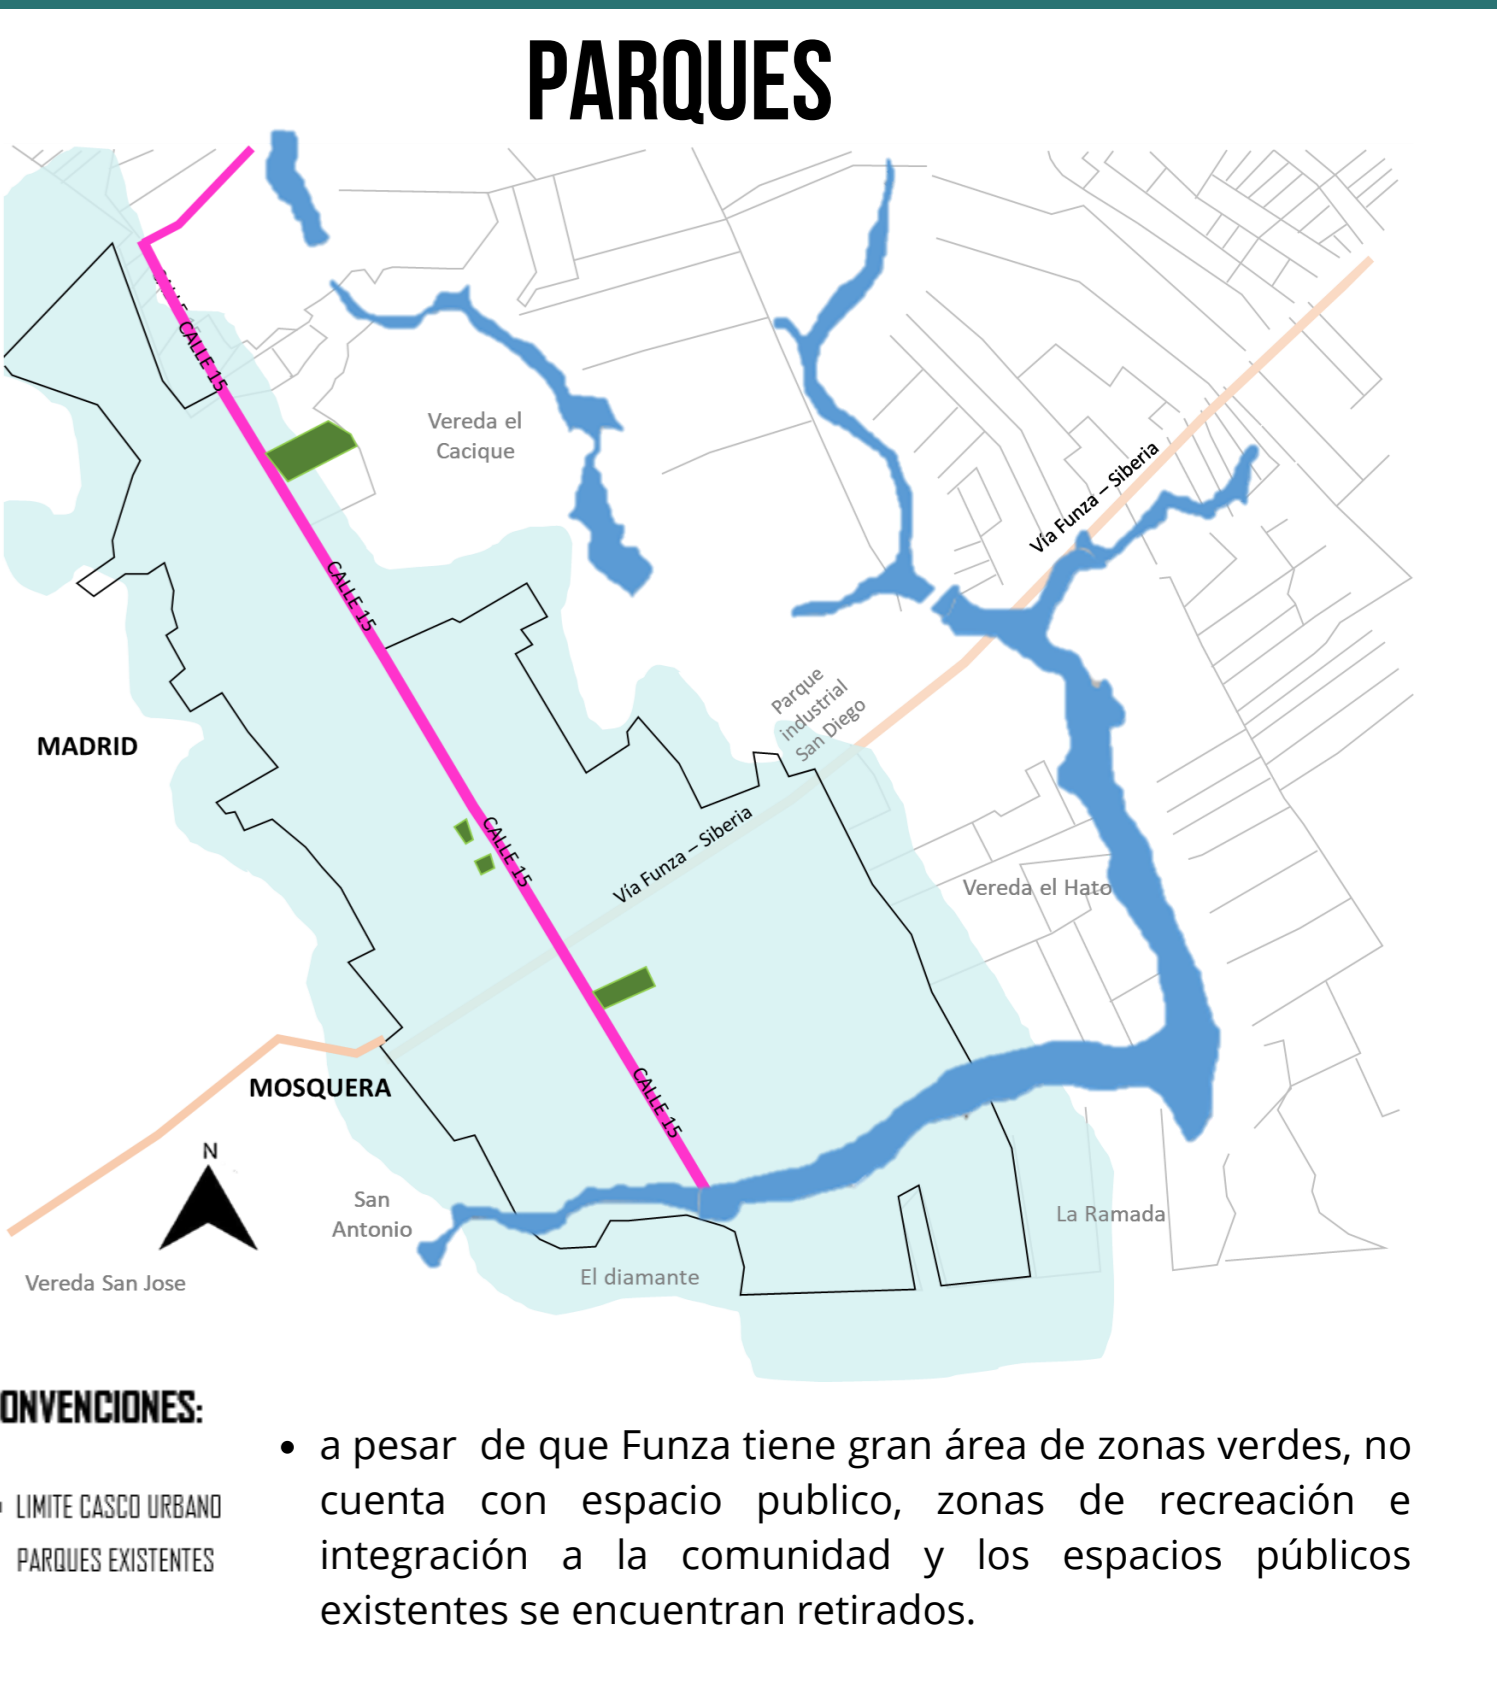 PARQUES
CALLE 15
Vereda el
Cacique
Vía Funza – Siberia
CALLE 15
Parque
industrial
San Diego
MADRID
CALLE 15
Vía Funza – Siberia
Vereda el Hato
MOSQUERA
CALLE 15
N
San
Antonio
La Ramada
El diamante
Vereda San Jose
ONVENCIONES:
LIMITE CASCO URBANO
PARQUES EXISTENTES
• a pesar de que Funza tiene gran área de zonas verdes, no
cuenta con espacio publico, zonas de recreación e
integración a la comunidad y los espacios públicos
existentes se encuentran retirados.